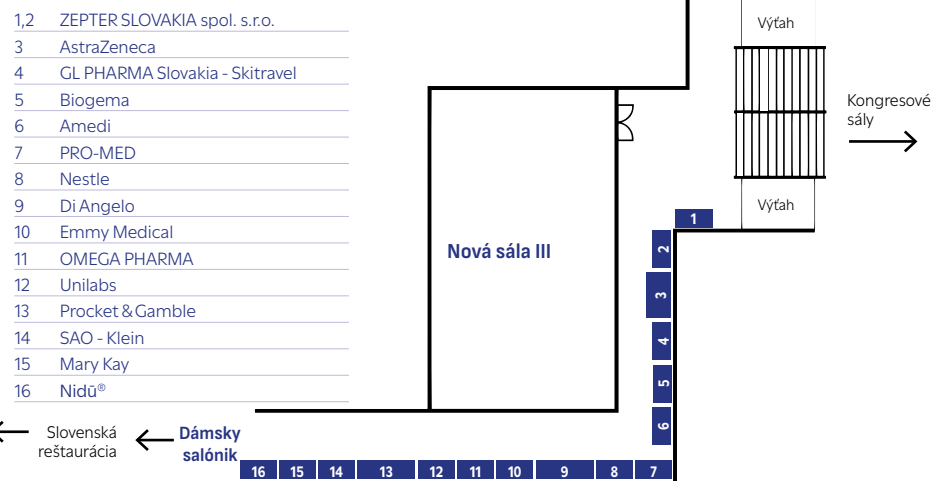 1,2 ZEPTER SLOVAKIA spol. s.r.o.
3 AstraZeneca
4 GL PHARMA Slovakia - Skitravel
5 Biogema
6 Amedi
7 PRO-MED
8 Nestle
9 Di Angelo
10 Emmy Medical
11 OMEGA PHARMA
12 Unilabs
13 Procket & Gamble
14 SAO - Klein
15 Mary Kay
16 Nidū®
Výťah
Kongresové
sály
Výťah
1
2
Nová sála III
3
4
5
6
Slovenská
reštaurácia
Dámsky
salónik
16 15 14 13 12 11 10 9 8 7